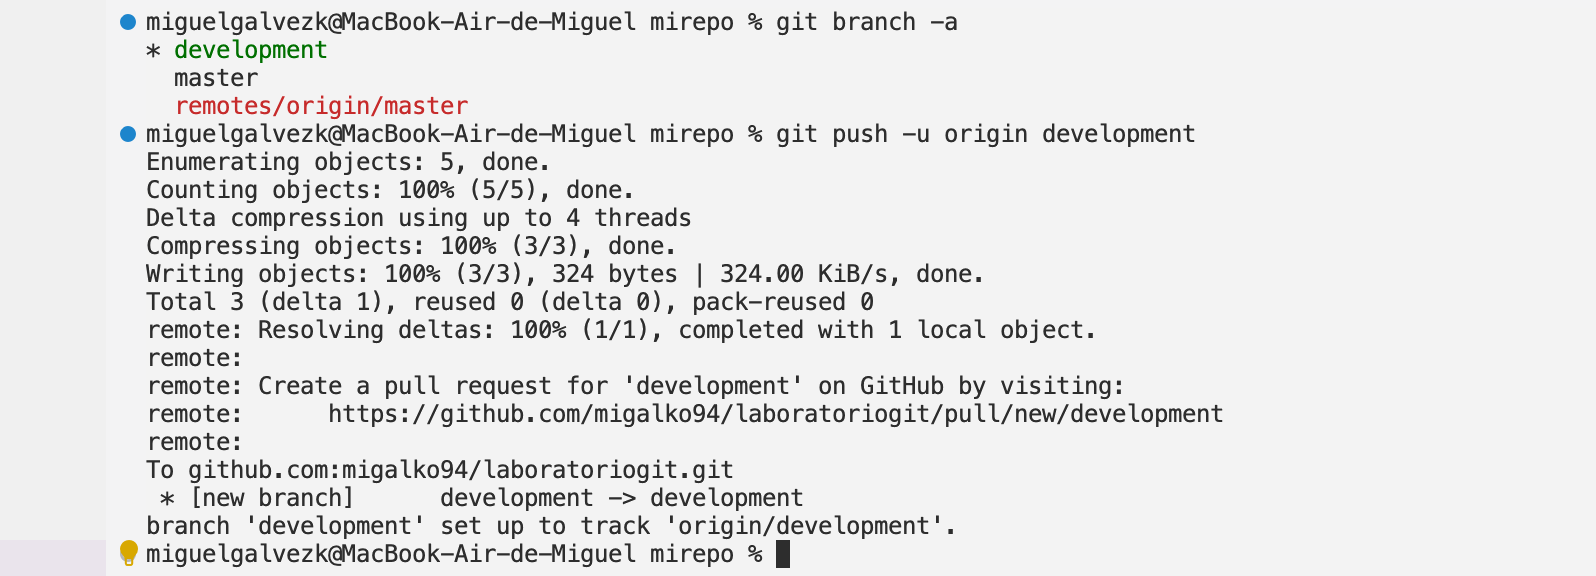 miguelgalvezk@MacBook-Air-de-Miguel mirepo % git branch -a
* development
  master
  remotes/origin/master
miguelgalvezk@MacBook-Air-de-Miguel mirepo % git push -u origin development
Enumerating objects: 5, done.
Counting objects: 100% (5/5), done.
Delta compression using up to 4 threads
Compressing objects: 100% (3/3), done.
Writing objects: 100% (3/3), 324 bytes | 324.00 KiB/s, done.
Total 3 (delta 1), reused 0 (delta 0), pack-reused 0
remote: Resolving deltas: 100% (1/1), completed with 1 local object.
remote:
remote: Create a pull request for 'development' on GitHub by visiting:
remote:      https://github.com/migalko94/laboratoriogit/pull/new/development
remote:
To github.com:migalko94/laboratoriogit.git
 * [new branch]      development -> development
branch 'development' set up to track 'origin/development'.
miguelgalvezk@MacBook-Air-de-Miguel mirepo %